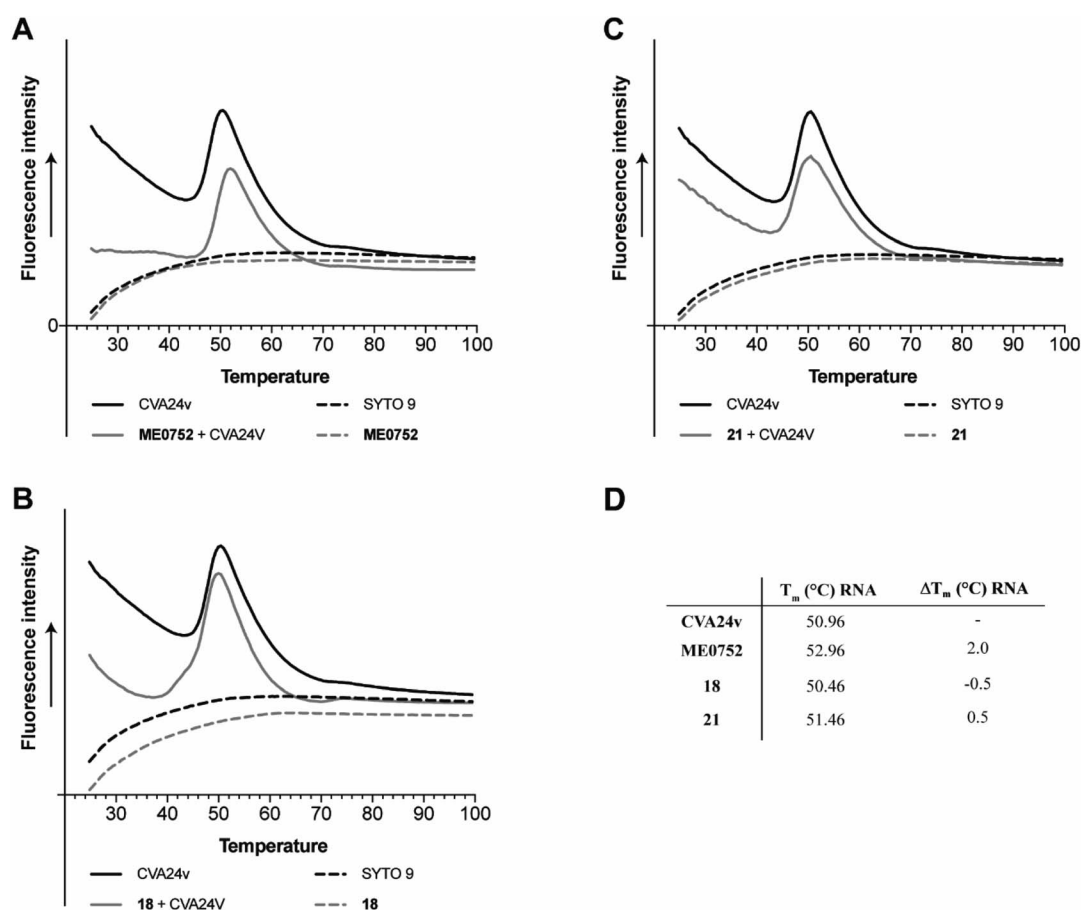 A
Fluorescence intensity
0
30 40 50 60 70 80 90 100
Temperature
CVA24v SYTO 9
ME0752 + CVA24V ME0752
C
Fluorescence intensity
30 40 50 60 70 80 90 100
Temperature
CVA24v SYTO 9
21 + CVA24V 21
B
Fluorescence intensity
30 40 50 60 70 80 90 100
Temperature
CVA24v SYTO 9
18 + CVA24V 18
D
Tm (°C) RNA ΔTm (°C) RNA
CVA24v 50.96 -
ME0752 52.96 2.0
18 50.46 -0.5
21 51.46 0.5